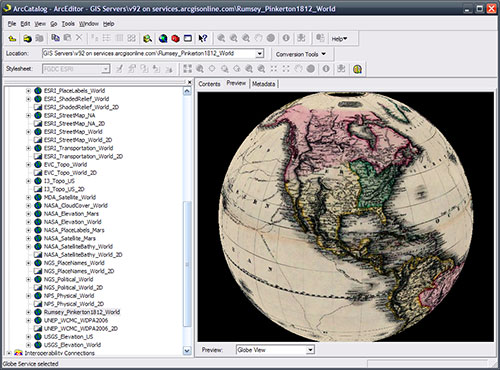 ArcCatalog - ArcEditor - GIS Servers\v92 on services.arcgisonline.com\Rumsey_Pinkerton1812_World
File Edit View Go Tools Window Help
Help
Location: GIS Servers\v92 on services.arcgisonline.com\Rumsey_Pinkerton1812_World Conversion Tools
Stylesheet: FGDC ESRI
Contents Preview Metadata
ESRI_PlaceLabels_World
ESRI_ShadedRelief_World
ESRI_ShadedRelief_World_2D
ESRI_StreetMap_NA
ESRI_StreetMap_NA_2D
ESRI_StreetMap_World
ESRI_StreetMap_World_2D
ESRI_Transportation_World
ESRI_Transportation_World_2D
EVC_Topo_World
EVC_Topo_World_2D
I3_Topo_US
I3_Topo_US_2D
MDA_Satellite_World
NASA_CloudCover_World
NASA_Elevation_Mars
NASA_Elevation_World
NASA_PlaceLabels_Mars
NASA_Satellite_Mars
NASA_SatelliteBathy_World
NASA_SatelliteBathy_World_2D
NGS_PlaceNames_World
NGS_PlaceNames_World_2D
NGS_Political_World
NGS_Political_World_2D
NPS_Physical_World
NPS_Physical_World_2D
Rumsey_Pinkerton1812_World
UNEP_WCMC_WDPA2006
UNEP_WCMC_WDPA2006_2D
USGS_Elevation_US
USGS_Elevation_World
Interoperability Connections
Preview: Globe View
Globe Service selected